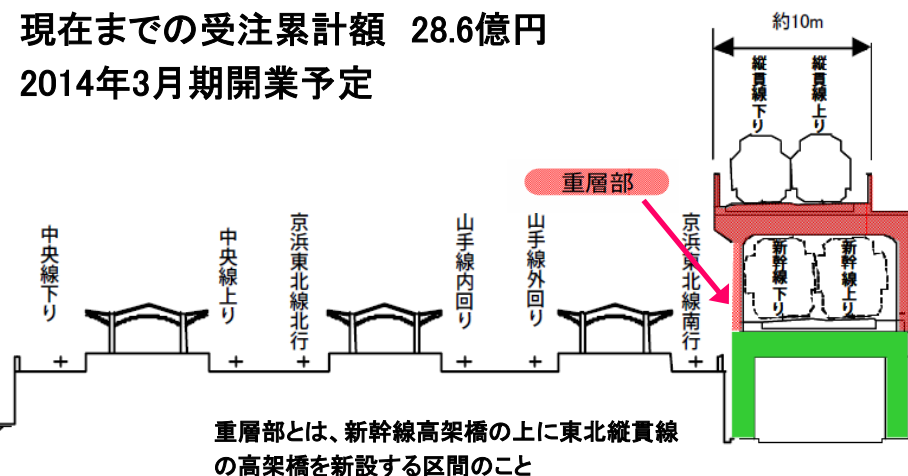 現在までの受注累計額 28.6億円
2014年3月期開業予定
約10m
縦貫線下り
縦貫線上り
重層部
中央線下り
中央線上り
京浜東北線北行
山手線内回り
山手線外回り
京浜東北線南行
新幹線下り
新幹線上り
重層部とは、新幹線高架橋の上に東北縦貫線
の高架橋を新設する区間のこと